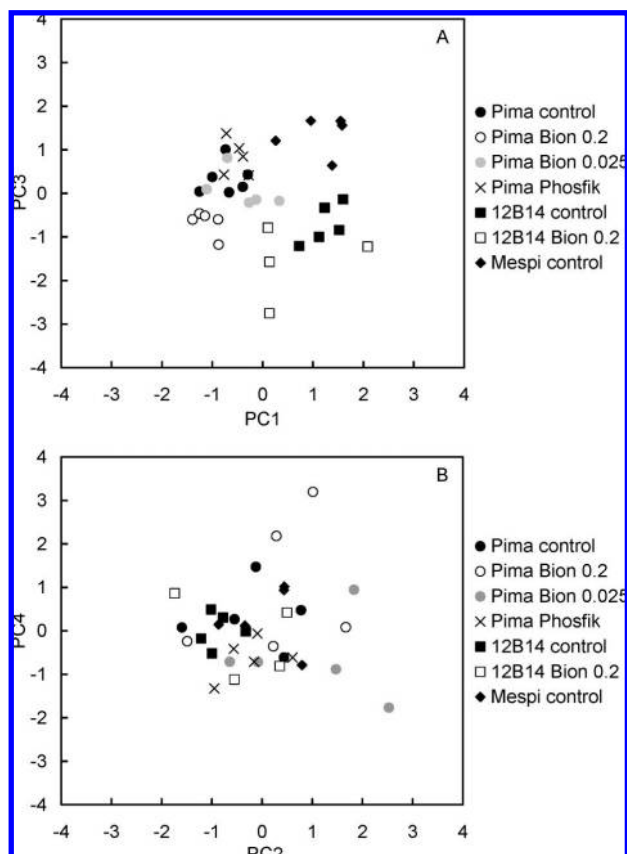 A
4
3
2
1
0
-1
-2
-3
-4
PC3
-4 -3 -2 -1 0 1 2 3 4
PC1
Pima control
Pima Bion 0.2
Pima Bion 0.025
Pima Phosfik
12B14 control
12B14 Bion 0.2
Mespi control
B
4
3
2
1
0
-1
-2
-3
-4
PC4
-4 -3 -2 -1 0 1 2 3 4
PC2
Pima control
Pima Bion 0.2
Pima Bion 0.025
Pima Phosfik
12B14 control
12B14 Bion 0.2
Mespi control